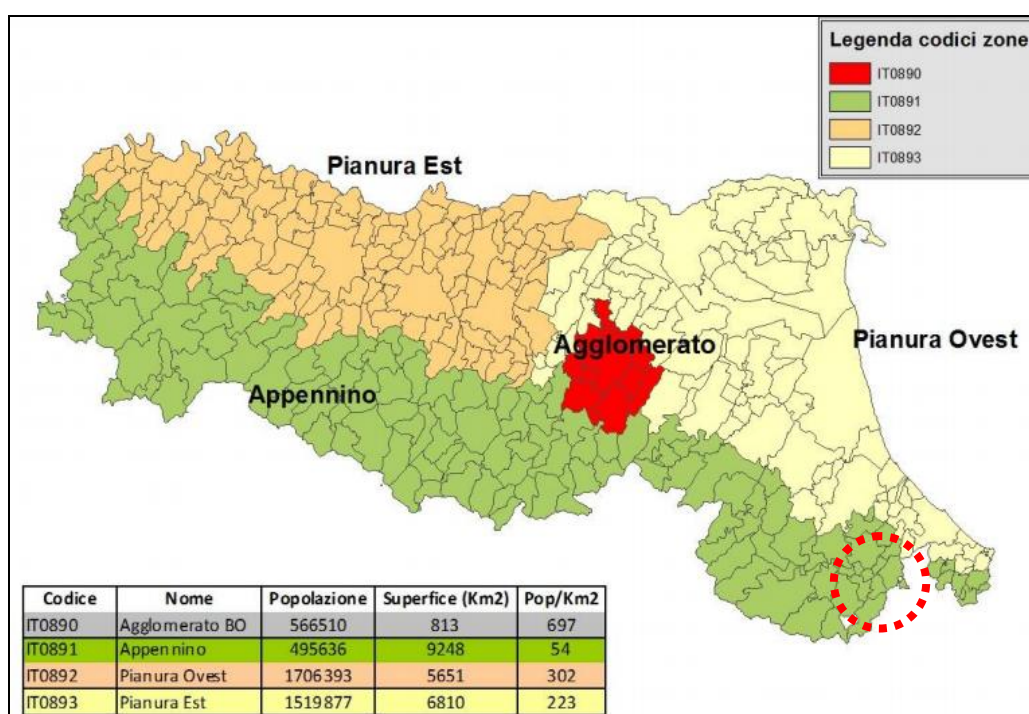 Legenda codici zone
IT0890
IT0891
IT0892
IT0893
Pianura Est
Agglomerato
Pianura Ovest
Appennino
Codice Nome Popolazione Superfice (Km2) Pop/Km2
IT0890 Agglomerato BO 566510 813 697
IT0891 Appennino 495636 9248 54
IT0892 Pianura Ovest 1706393 5651 302
IT0893 Pianura Est 1519877 6810 223